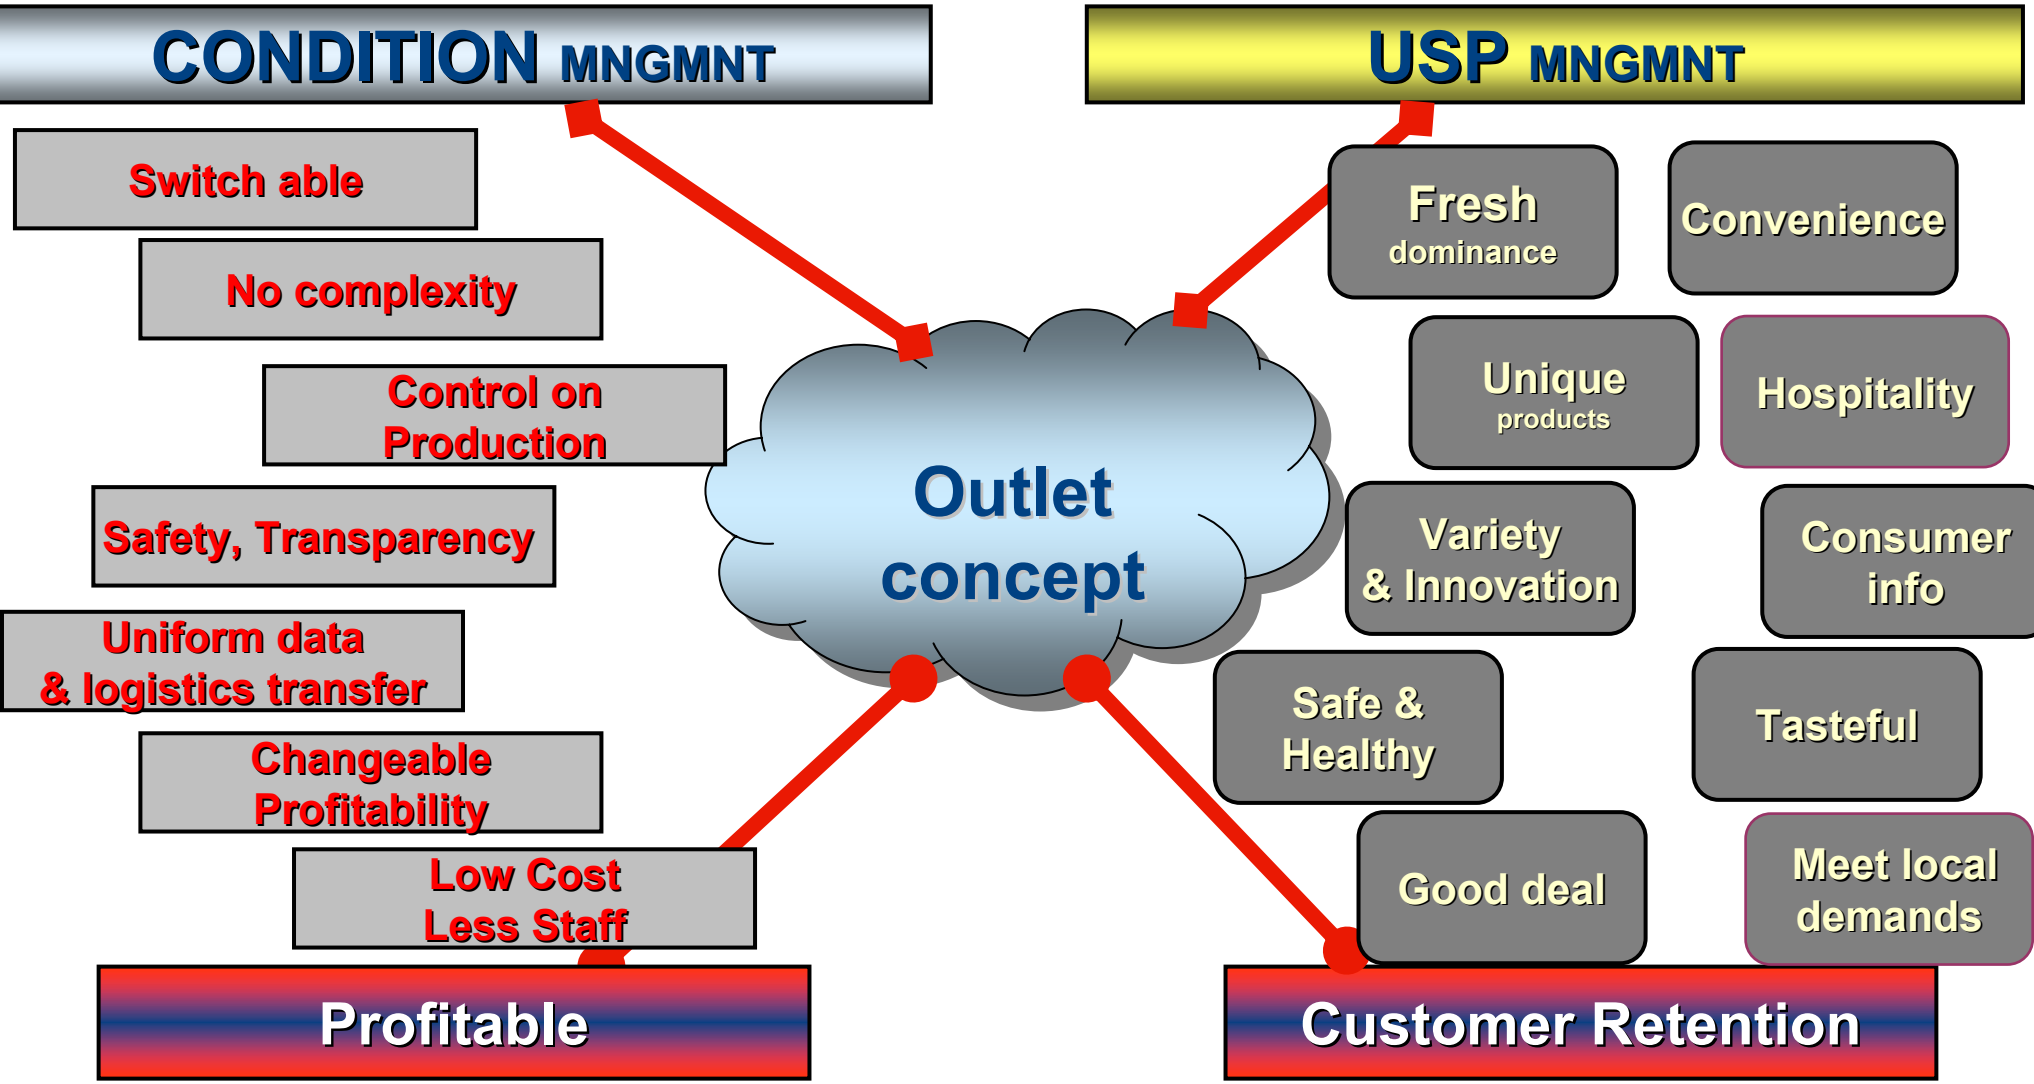 CONDITION MNGMNT
USP MNGMNT
Switch able
No complexity
Control on
Production
Safety, Transparency
Uniform data
& logistics transfer
Changeable
Profitability
Low Cost
Less Staff
Outlet
concept
Fresh
dominance
Convenience
Unique
products
Hospitality
Variety
& Innovation
Consumer
info
Safe &
Healthy
Tasteful
Good deal
Meet local
demands
Profitable
Customer Retention